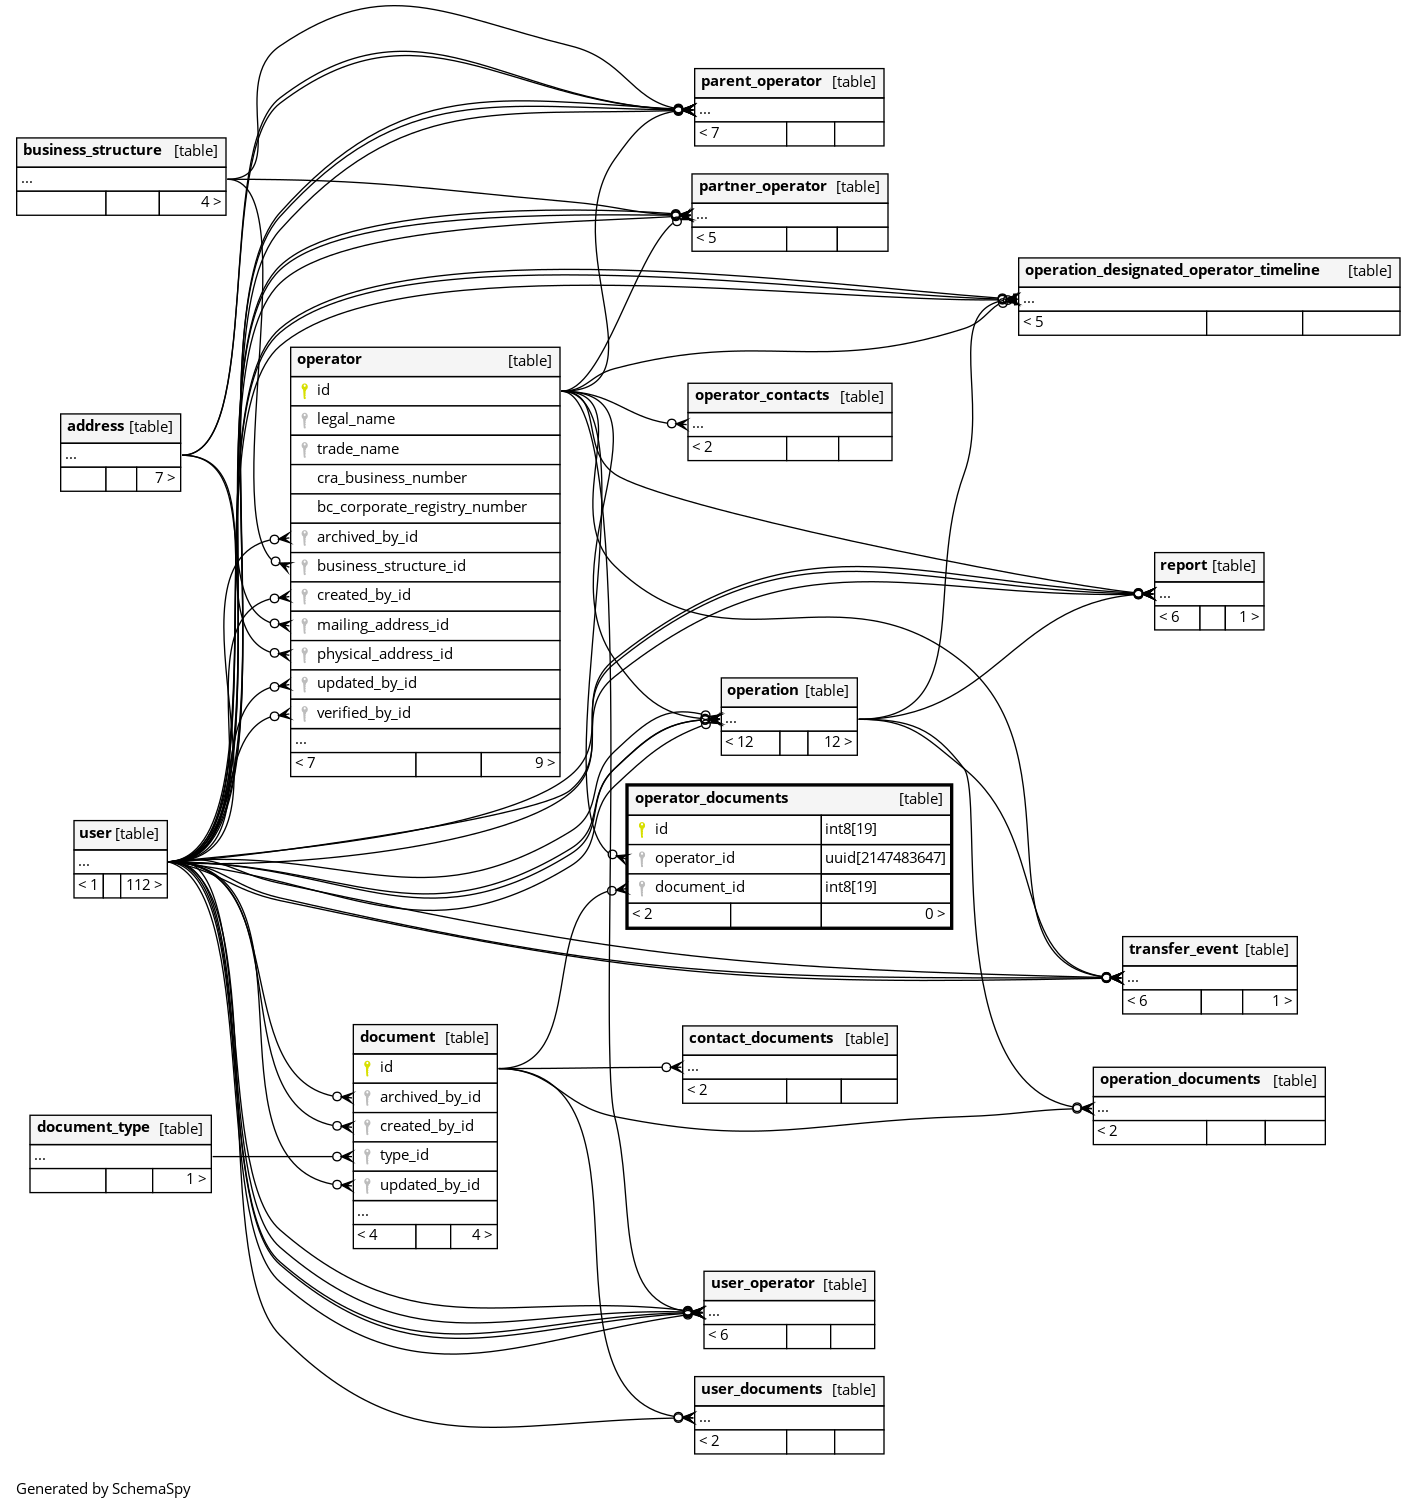 parent_operator [table]
...
< 7
business_structure [table]
...
4 >
partner_operator [table]
...
< 5
operation_designated_operator_timeline [table]
...
< 5
operator [table]
id
legal_name
trade_name
cra_business_number
bc_corporate_registry_number
archived_by_id
business_structure_id
created_by_id
mailing_address_id
physical_address_id
updated_by_id
verified_by_id
...
< 7 9 >
operator_contacts [table]
...
< 2
address [table]
...
7 >
report [table]
...
< 6 1 >
operation [table]
...
< 12 12 >
operator_documents [table]
id int8[19]
operator_id uuid[2147483647]
document_id int8[19]
< 2 0 >
user [table]
...
< 1 112 >
transfer_event [table]
...
< 6 1 >
document [table]
id
archived_by_id
created_by_id
type_id
updated_by_id
...
< 4 4 >
contact_documents [table]
...
< 2
operation_documents [table]
...
< 2
document_type [table]
...
1 >
user_operator [table]
...
< 6
user_documents [table]
...
< 2
Generated by SchemaSpy